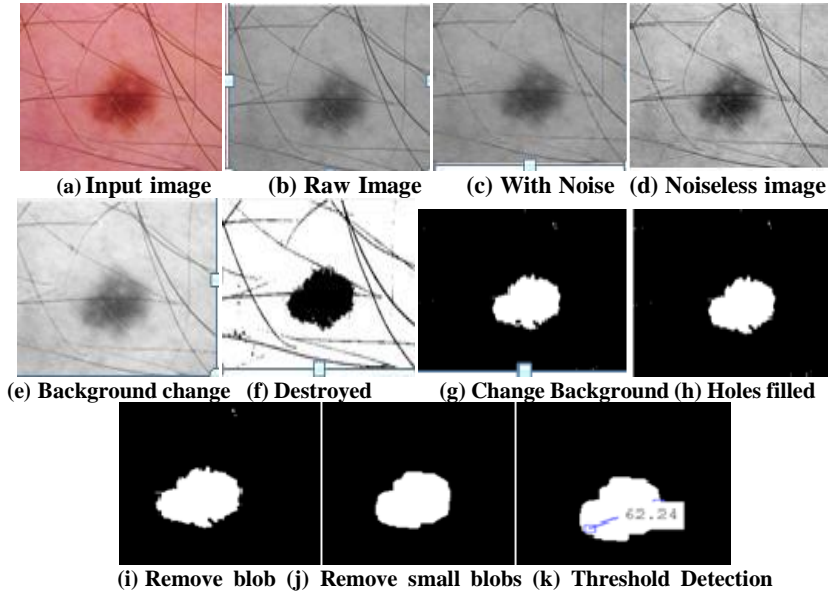 (a) Input image (b) Raw Image (c) With Noise (d) Noiseless image
(e) Background change (f) Destroyed (g) Change Background (h) Holes filled
62.24
(i) Remove blob (j) Remove small blobs (k) Threshold Detection